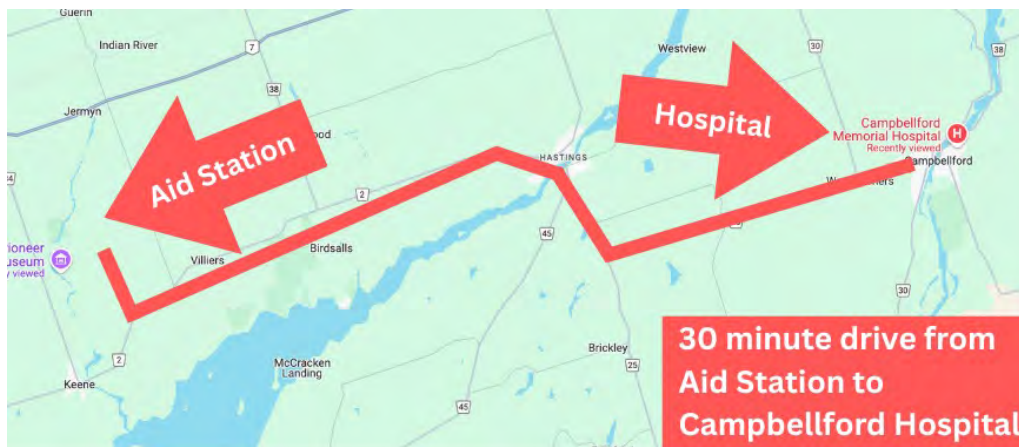 Guerin
Indian River
7
Jermyn
38
ood
Aid Station
2
Villiers
Birdsalls
ioneer
useum
y viewed
2
Keene
McCracken
Landing
Westview
30
38
Hospital
Campbellford
Memorial Hospital
Recently viewed
H
Campbellford
HASTINGS
45
30
Brickley
25
45
30 minute drive from
Aid Station to
Campbellford Hospital